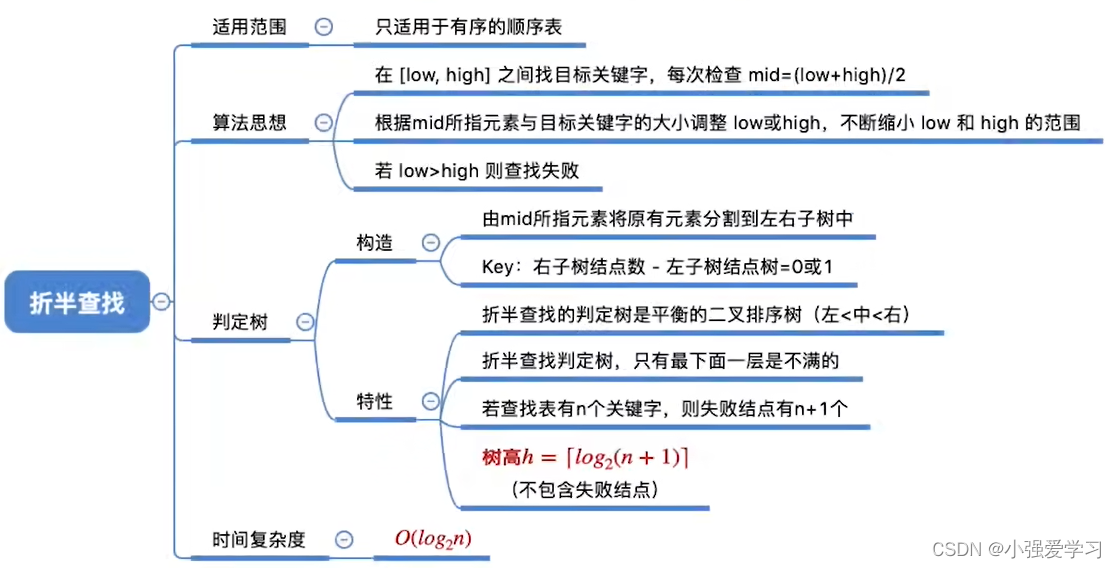 折半查找
适用范围
只适用于有序的顺序表
算法思想
在 [low, high] 之间找目标关键字，每次检查 mid=(low+high)/2
根据mid所指元素与目标关键字的大小调整 low或high，不断缩小 low 和 high 的范围
若 low>high 则查找失败
判定树
构造
由mid所指元素将原有元素分割到左右子树中
Key：右子树结点数 - 左子树结点树=0或1
特性
折半查找的判定树是平衡的二叉排序树（左<中<右）
折半查找判定树，只有最下面一层是不满的
若查找表有n个关键字，则失败结点有n+1个
树高h = ⌈log₂(n + 1)⌉
（不包含失败结点）
时间复杂度
O(log₂n)
CSDN @小强爱学习